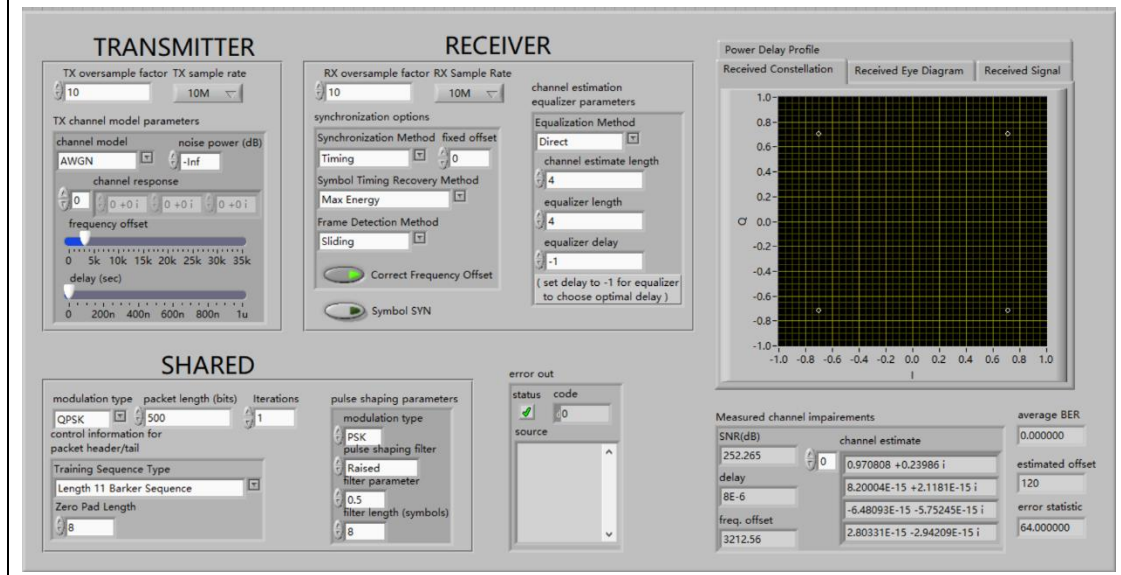 TRANSMITTER
TX oversample factor TX sample rate
10 10M
TX channel model parameters
channel model noise power (dB)
AWGN -Inf
channel response
0 0 +0 i 0 +0 i 0 +0 i
frequency offset
0 5k 10k 15k 20k 25k 30k 35k
delay (sec)
0 200n 400n 600n 800n 1u
RECEIVER
RX oversample factor RX Sample Rate
10 10M
synchronization options
Synchronization Method fixed offset
Timing 0
Symbol Timing Recovery Method
Max Energy
Frame Detection Method
Sliding
Correct Frequency Offset
Symbol SYN
channel estimation
equalizer parameters
Equalization Method
Direct
channel estimate length
4
equalizer length
4
equalizer delay
-1
( set delay to -1 for equalizer
to choose optimal delay )
Power Delay Profile
Received Constellation Received Eye Diagram Received Signal
1.0
0.8
0.6
0.4
0.2
Q 0.0
-0.2
-0.4
-0.6
-0.8
-1.0
-1.0 -0.8 -0.6 -0.4 -0.2 0.0 0.2 0.4 0.6 0.8 1.0
I
SHARED
modulation type packet length (bits) Iterations
QPSK 500 1
control information for
packet header/tail
Training Sequence Type
Length 11 Barker Sequence
Zero Pad Length
8
pulse shaping parameters
modulation type
PSK
pulse shaping filter
Raised
filter parameter
0.5
filter length (symbols)
8
error out
status code
0
source
Measured channel impairements
SNR(dB)
252.265
delay
8E-6
freq. offset
3212.56
channel estimate
0 0.970808 +0.23986 i
8.20004E-15 +2.1181E-15 i
-6.48093E-15 -5.75245E-15 i
2.80331E-15 -2.94209E-15 i
average BER
0.000000
estimated offset
120
error statistic
64.000000